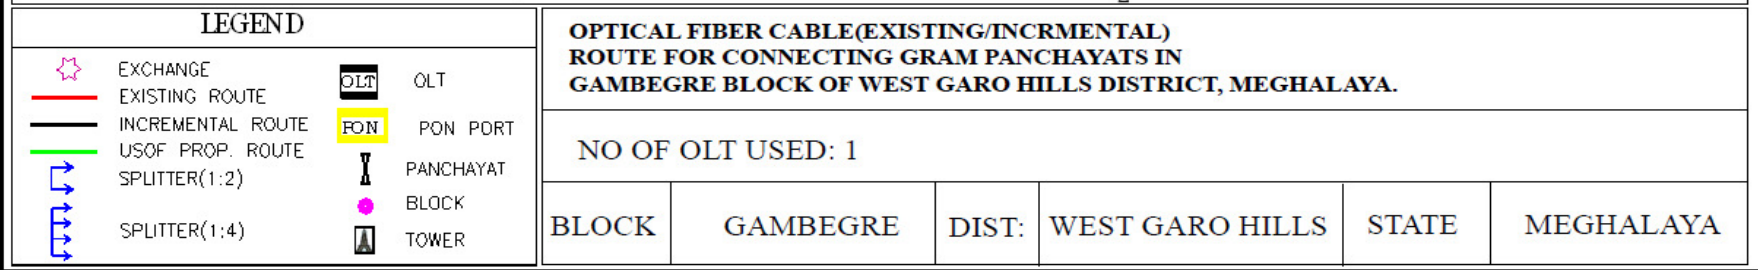 LEGEND
EXCHANGE
EXISTING ROUTE
INCREMENTAL ROUTE
USOF PROP. ROUTE
SPLITTER(1:2)
SPLITTER(1:4)
OLT OLT
PON PON PORT
PANCHAYAT
BLOCK
TOWER
OPTICAL FIBER CABLE(EXISTING/INCRMENTAL)
ROUTE FOR CONNECTING GRAM PANCHAYATS IN
GAMBEGRE BLOCK OF WEST GARO HILLS DISTRICT, MEGHALAYA.
NO OF OLT USED: 1
BLOCK GAMBEGRE DIST: WEST GARO HILLS STATE MEGHALAYA